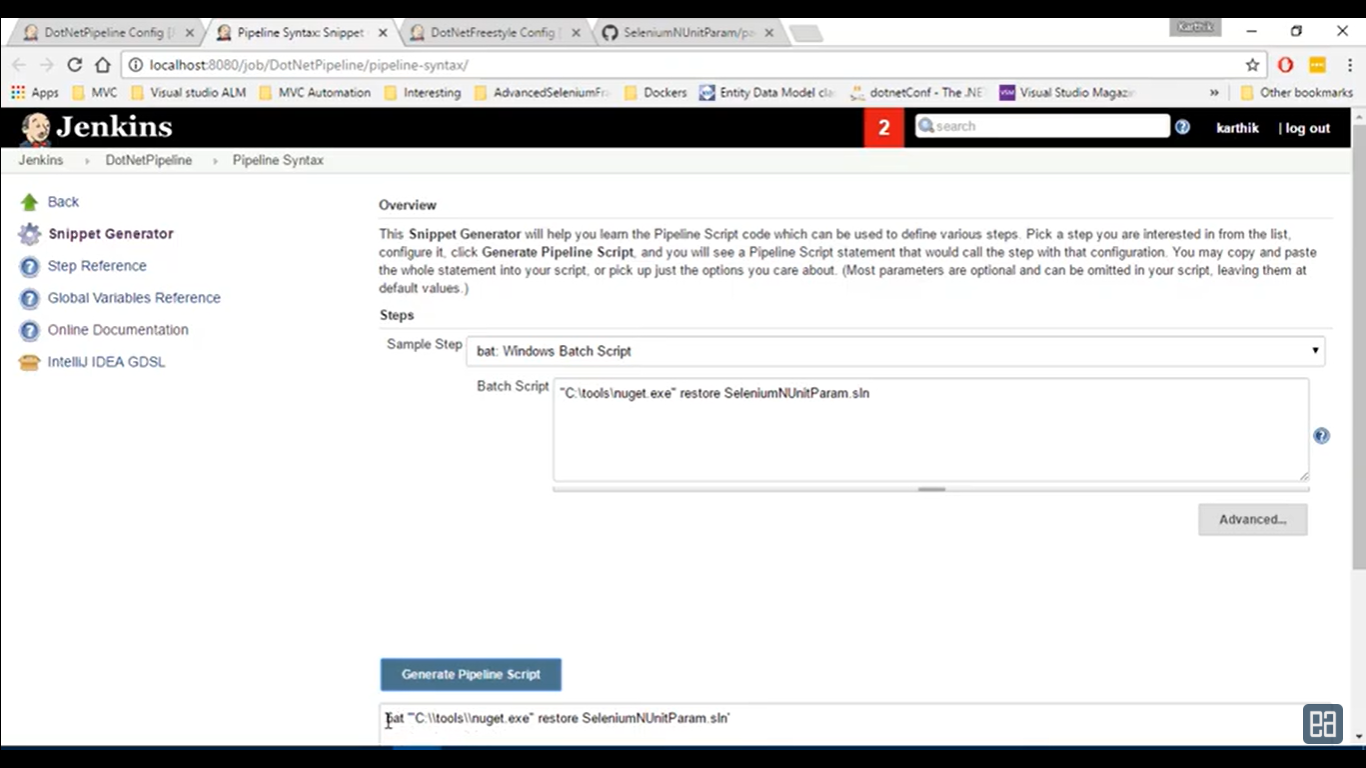 Karthik
DotNetPipeline Config [J
Pipeline Syntax: Snippet
DotNetFreestyle Config [
SeleniumNUnitParam/pa
localhost:8080/job/DotNetPipeline/pipeline-syntax/
Apps MVC Visual studio ALM MVC Automation Interesting AdvancedSeleniumFra Dockers Entity Data Model cla dotnetConf - The .NE Visual Studio Magazin » Other bookmarks
Jenkins 2 search karthik | log out
Jenkins DotNetPipeline Pipeline Syntax
Back
Snippet Generator
Step Reference
Global Variables Reference
Online Documentation
IntelliJ IDEA GDSL
Overview
This Snippet Generator will help you learn the Pipeline Script code which can be used to define various steps. Pick a step you are interested in from the list,
configure it, click Generate Pipeline Script, and you will see a Pipeline Script statement that would call the step with that configuration. You may copy and paste
the whole statement into your script, or pick up just the options you care about. (Most parameters are optional and can be omitted in your script, leaving them at
default values.)
Steps
Sample Step bat: Windows Batch Script
Batch Script "C:\tools\nuget.exe" restore SeleniumNUnitParam.sln
Advanced...
Generate Pipeline Script
bat '"C:\\tools\\nuget.exe" restore SeleniumNUnitParam.sln'
ea